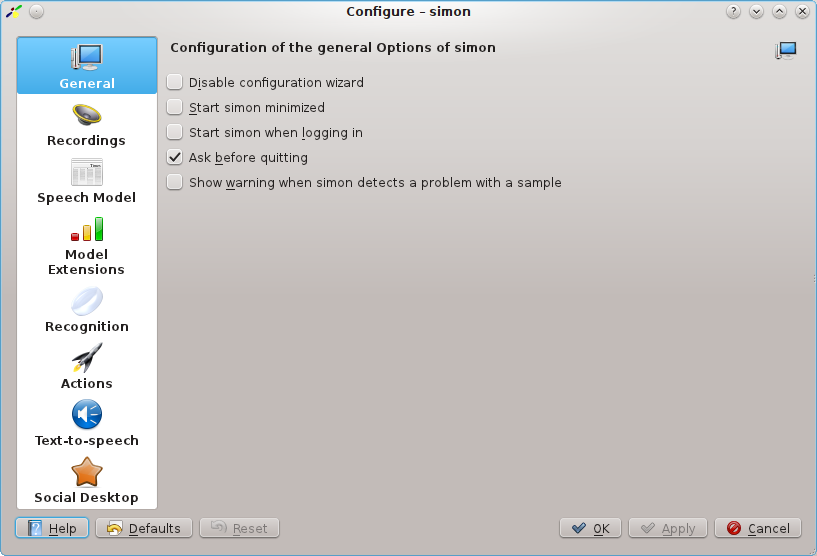 Configure – simon
General
Recordings
Speech Model
Model
Extensions
Recognition
Actions
Text-to-speech
Social Desktop
Configuration of the general Options of simon
Disable configuration wizard
Start simon minimized
Start simon when logging in
Ask before quitting
Show warning when simon detects a problem with a sample
Help
Defaults
Reset
OK
Apply
Cancel